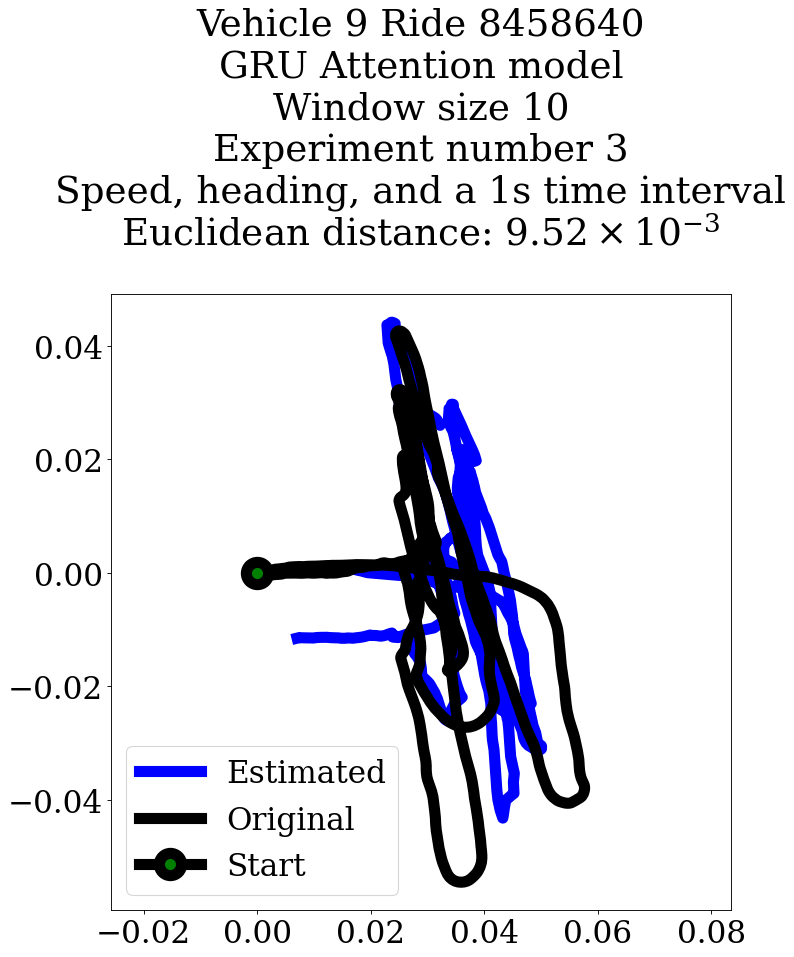 Vehicle 9 Ride 8458640
GRU Attention model
Window size 10
Experiment number 3
Speed, heading, and a 1s time interval
Euclidean distance: 9.52 × 10⁻³
0.04
0.02
0.00
−0.02
−0.04
Estimated
Original
Start
−0.02 0.00 0.02 0.04 0.06 0.08